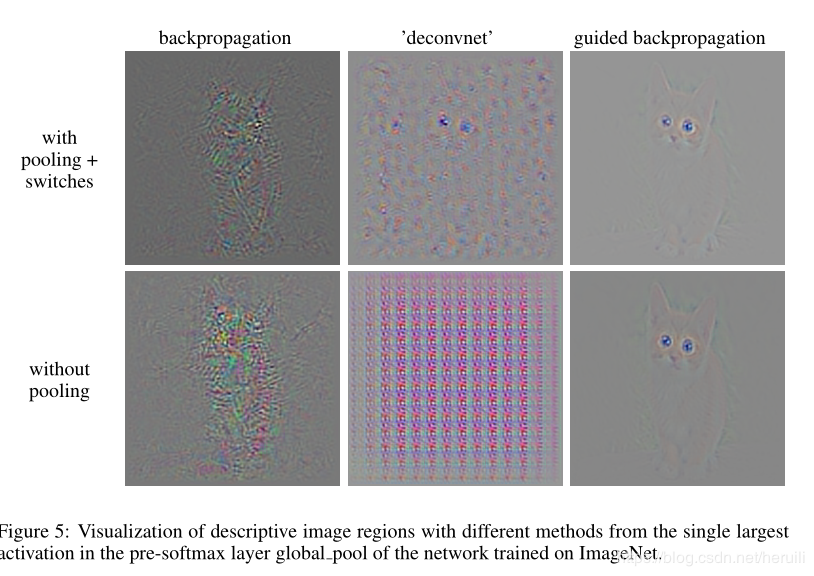 backpropagation 'deconvnet' guided backpropagation
with
pooling +
switches
without
pooling
Figure 5: Visualization of descriptive image regions with different methods from the single largest
activation in the pre-softmax layer global_pool of the network trained on ImageNet.
https://blog.csdn.net/heruili